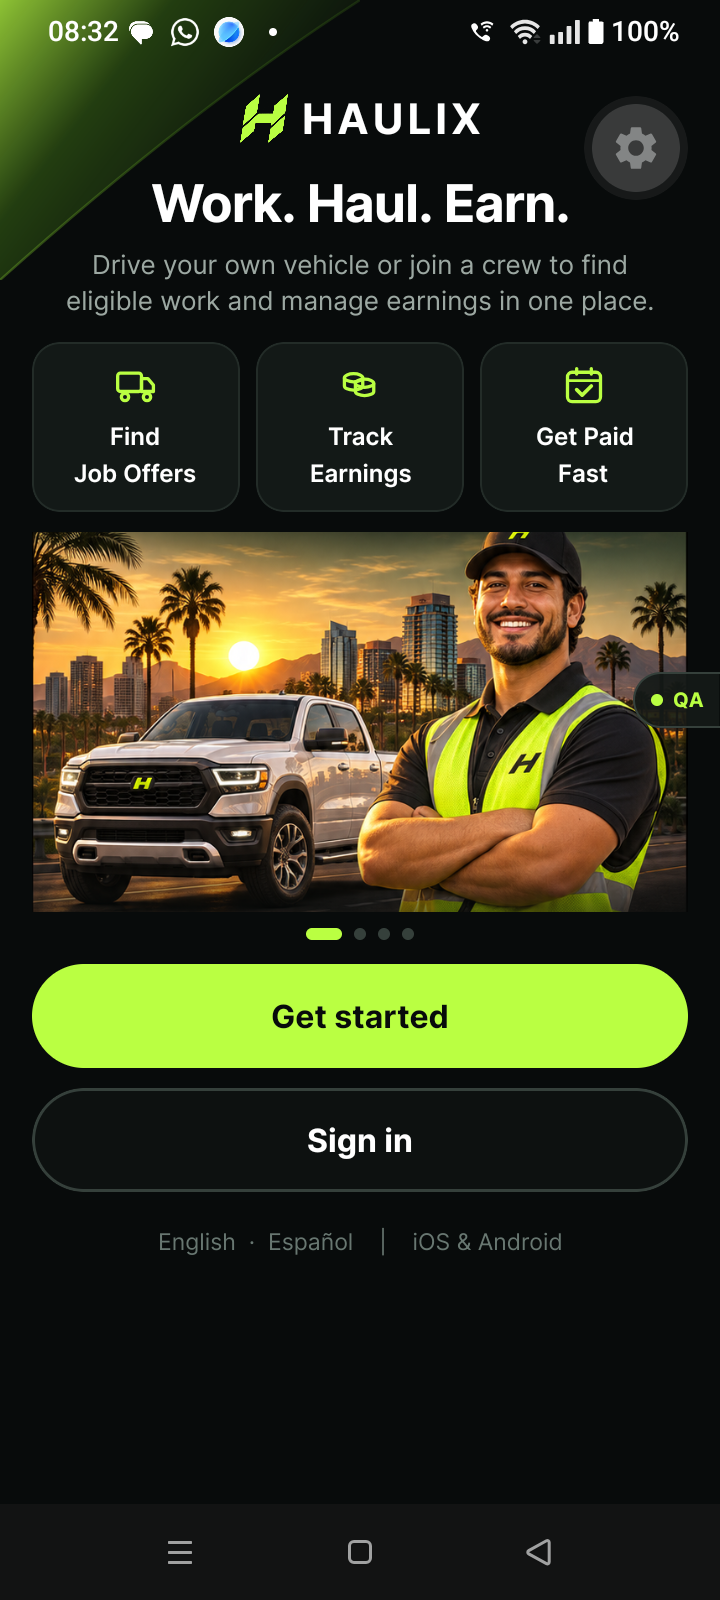 08:32
100%
HAULIX
Work. Haul. Earn.
Drive your own vehicle or join a crew to find
eligible work and manage earnings in one place.
Find
Job Offers
Track
Earnings
Get Paid
Fast
H
H
QA
Get started
Sign in
English · Español | iOS & Android